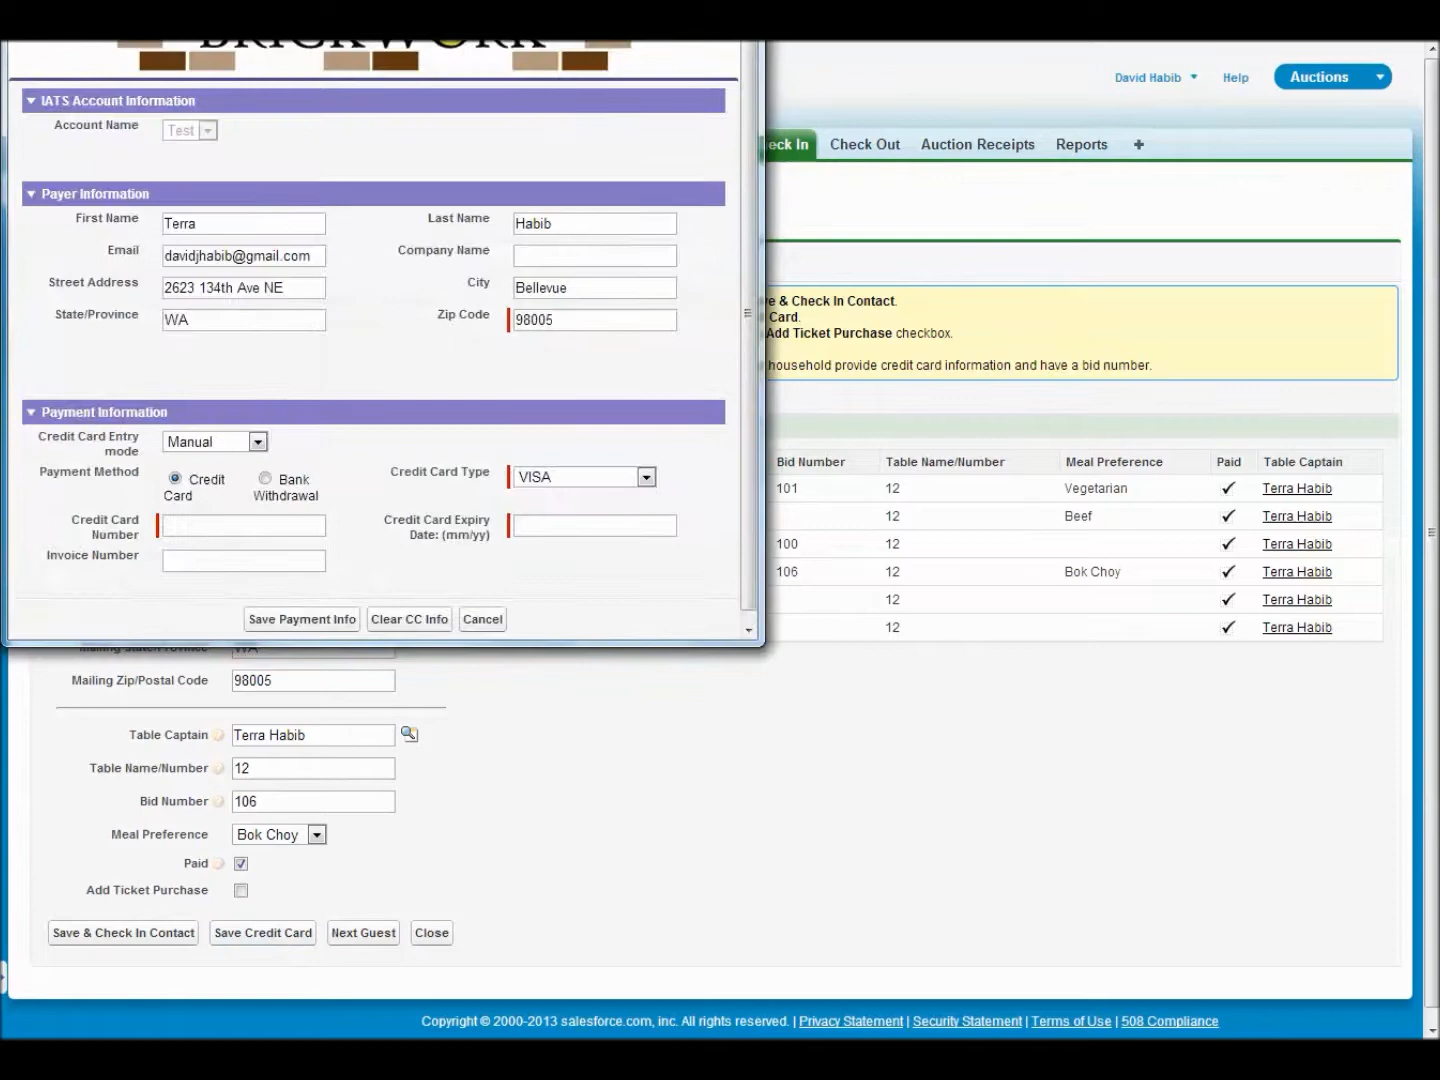 BRICKWORK
IATS Account Information
Account Name Test
Payer Information
First Name Terra Last Name Habib
Email davidjhabib@gmail.com Company Name
Street Address 2623 134th Ave NE City Bellevue
State/Province WA Zip Code 98005
Payment Information
Credit Card Entry mode Manual
Payment Method Credit Card Bank Withdrawal Credit Card Type VISA
Credit Card Number Credit Card Expiry Date: (mm/yy)
Invoice Number
Save Payment Info Clear CC Info Cancel
David Habib Help Auctions
eck In Check Out Auction Receipts Reports
e & Check In Contact.
Card.
Add Ticket Purchase checkbox.
household provide credit card information and have a bid number.
Bid Number Table Name/Number Meal Preference Paid Table Captain
101 12 Vegetarian ✓ Terra Habib
12 Beef ✓ Terra Habib
100 12 ✓ Terra Habib
106 12 Bok Choy ✓ Terra Habib
12 ✓ Terra Habib
12 ✓ Terra Habib
Mailing State/Province WA
Mailing Zip/Postal Code 98005
Table Captain Terra Habib
Table Name/Number 12
Bid Number 106
Meal Preference Bok Choy
Paid
Add Ticket Purchase
Save & Check In Contact Save Credit Card Next Guest Close
Copyright © 2000-2013 salesforce.com, inc. All rights reserved. | Privacy Statement | Security Statement | Terms of Use | 508 Compliance